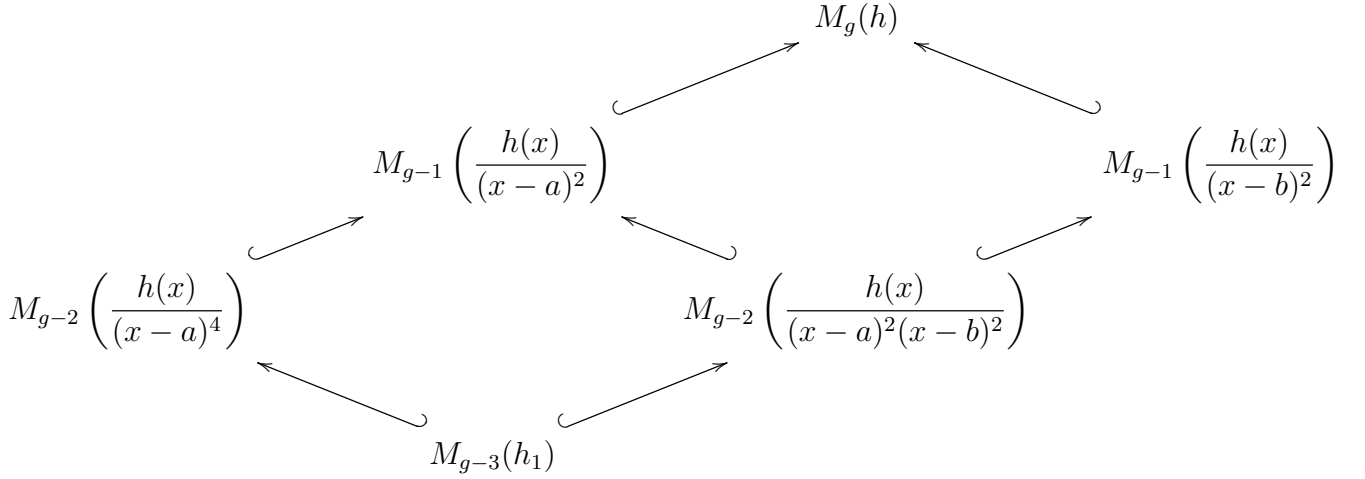 $M_g(h)$
$M_{g-1}\left(\frac{h(x)}{(x-a)^2}\right)$ $M_{g-1}\left(\frac{h(x)}{(x-b)^2}\right)$
$M_{g-2}\left(\frac{h(x)}{(x-a)^4}\right)$ $M_{g-2}\left(\frac{h(x)}{(x-a)^2(x-b)^2}\right)$
$M_{g-3}(h_1)$